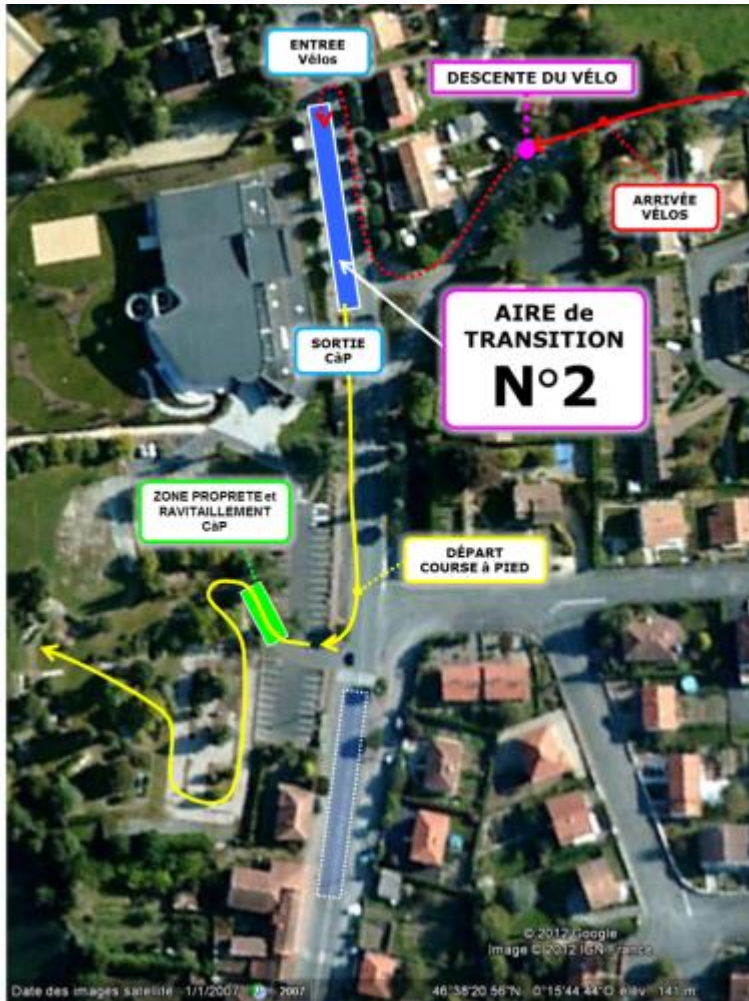 ENTREE
Vélos
DESCENTE DU VÉLO
ARRIVÉE
VÉLOS
AIRE de
TRANSITION
N°2
SORTIE
CàP
ZONE PROPRETE et
RAVITAILLEMENT
CàP
DÉPART
COURSE à PIED
© 2012 Google
Image © 2012 IGN France
Date des images satellite : 1/1/2007 2007 46°38'20.56"N 0°15'44.44"O élév. 141 m